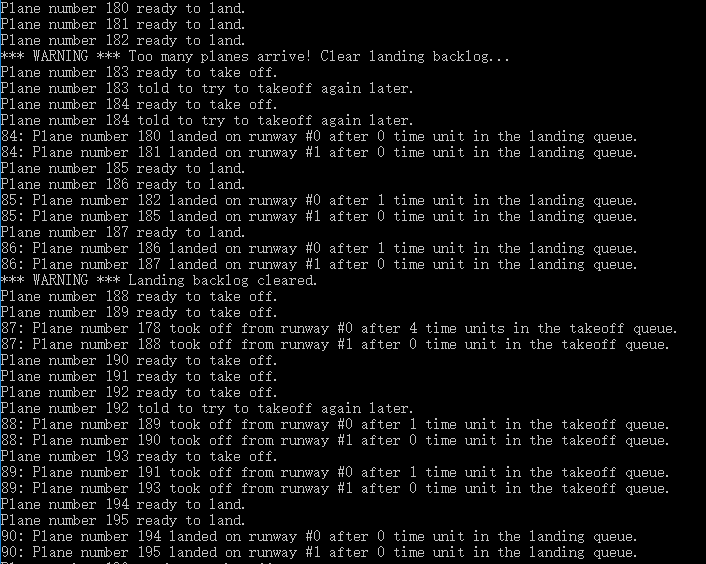 Plane number 180 ready to land.
Plane number 181 ready to land.
Plane number 182 ready to land.
*** WARNING *** Too many planes arrive! Clear landing backlog...
Plane number 183 ready to take off.
Plane number 183 told to try to takeoff again later.
Plane number 184 ready to take off.
Plane number 184 told to try to takeoff again later.
84: Plane number 180 landed on runway #0 after 0 time unit in the landing queue.
84: Plane number 181 landed on runway #1 after 0 time unit in the landing queue.
Plane number 185 ready to land.
Plane number 186 ready to land.
85: Plane number 182 landed on runway #0 after 1 time unit in the landing queue.
85: Plane number 185 landed on runway #1 after 0 time unit in the landing queue.
Plane number 187 ready to land.
86: Plane number 186 landed on runway #0 after 1 time unit in the landing queue.
86: Plane number 187 landed on runway #1 after 0 time unit in the landing queue.
*** WARNING *** Landing backlog cleared.
Plane number 188 ready to take off.
Plane number 189 ready to take off.
87: Plane number 178 took off from runway #0 after 4 time units in the takeoff queue.
87: Plane number 188 took off from runway #1 after 0 time unit in the takeoff queue.
Plane number 190 ready to take off.
Plane number 191 ready to take off.
Plane number 192 ready to take off.
Plane number 192 told to try to takeoff again later.
88: Plane number 189 took off from runway #0 after 1 time unit in the takeoff queue.
88: Plane number 190 took off from runway #1 after 0 time unit in the takeoff queue.
Plane number 193 ready to take off.
89: Plane number 191 took off from runway #0 after 1 time unit in the takeoff queue.
89: Plane number 193 took off from runway #1 after 0 time unit in the takeoff queue.
Plane number 194 ready to land.
Plane number 195 ready to land.
90: Plane number 194 landed on runway #0 after 0 time unit in the landing queue.
90: Plane number 195 landed on runway #1 after 0 time unit in the landing queue.